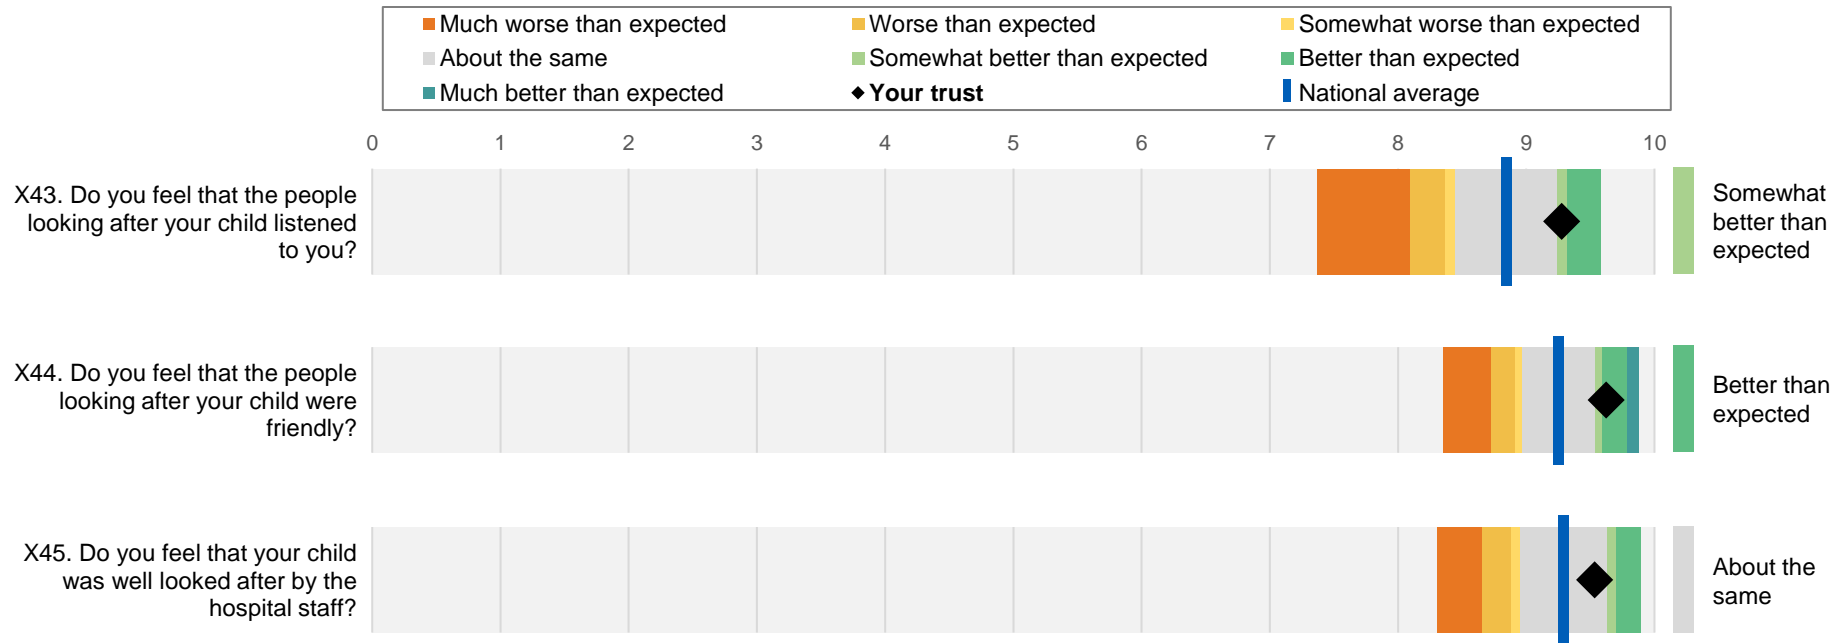 Much worse than expected
Worse than expected
Somewhat worse than expected
About the same
Somewhat better than expected
Better than expected
Much better than expected
Your trust
National average
0 1 2 3 4 5 6 7 8 9 10
X43. Do you feel that the people
looking after your child listened
to you?
Somewhat
better than
expected
X44. Do you feel that the people
looking after your child were
friendly?
Better than
expected
X45. Do you feel that your child
was well looked after by the
hospital staff?
About the
same